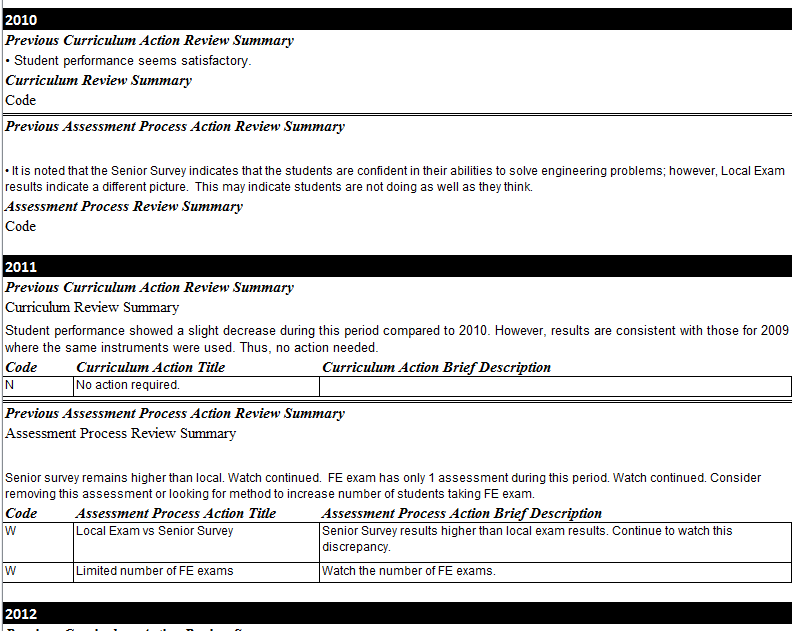 2010
Previous Curriculum Action Review Summary
• Student performance seems satisfactory.
Curriculum Review Summary
Code
Previous Assessment Process Action Review Summary
• It is noted that the Senior Survey indicates that the students are confident in their abilities to solve engineering problems; however, Local Exam
results indicate a different picture.  This may indicate students are not doing as well as they think.
Assessment Process Review Summary
Code
2011
Previous Curriculum Action Review Summary
Curriculum Review Summary
Student performance showed a slight decrease during this period compared to 2010. However, results are consistent with those for 2009
where the same instruments were used. Thus, no action needed.
Code Curriculum Action Title Curriculum Action Brief Description
N No action required.
Previous Assessment Process Action Review Summary
Assessment Process Review Summary
Senior survey remains higher than local. Watch continued.  FE exam has only 1 assessment during this period. Watch continued. Consider
removing this assessment or looking for method to increase number of students taking FE exam.
Code Assessment Process Action Title Assessment Process Action Brief Description
W Local Exam vs Senior Survey Senior Survey results higher than local exam results. Continue to watch this
discrepancy.
W Limited number of FE exams Watch the number of FE exams.
2012